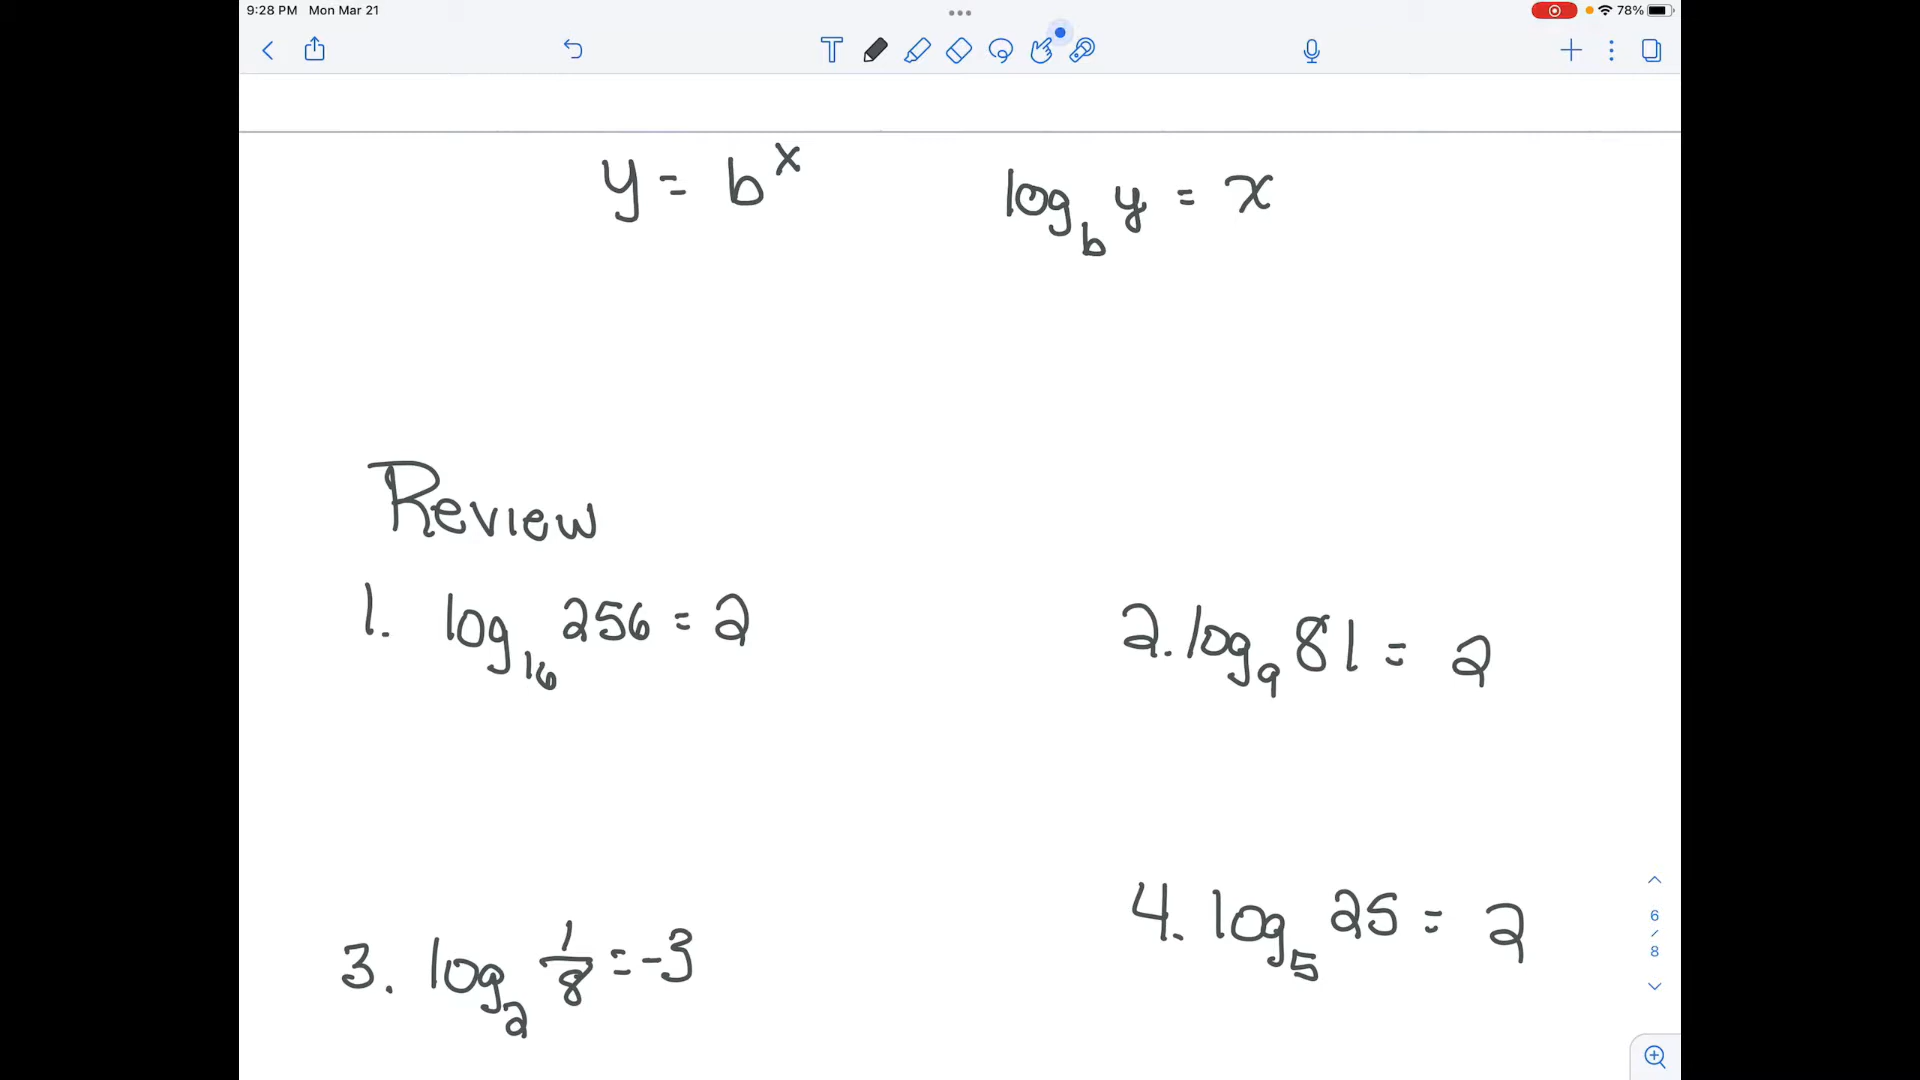 9:28 PM Mon Mar 21
78%
T
y = b^x
log_b y = x
Review
1. log_16 256 = 2
2. log_9 81 = 2
3. log_2 1/8 = -3
4. log_5 25 = 2
6
/
8